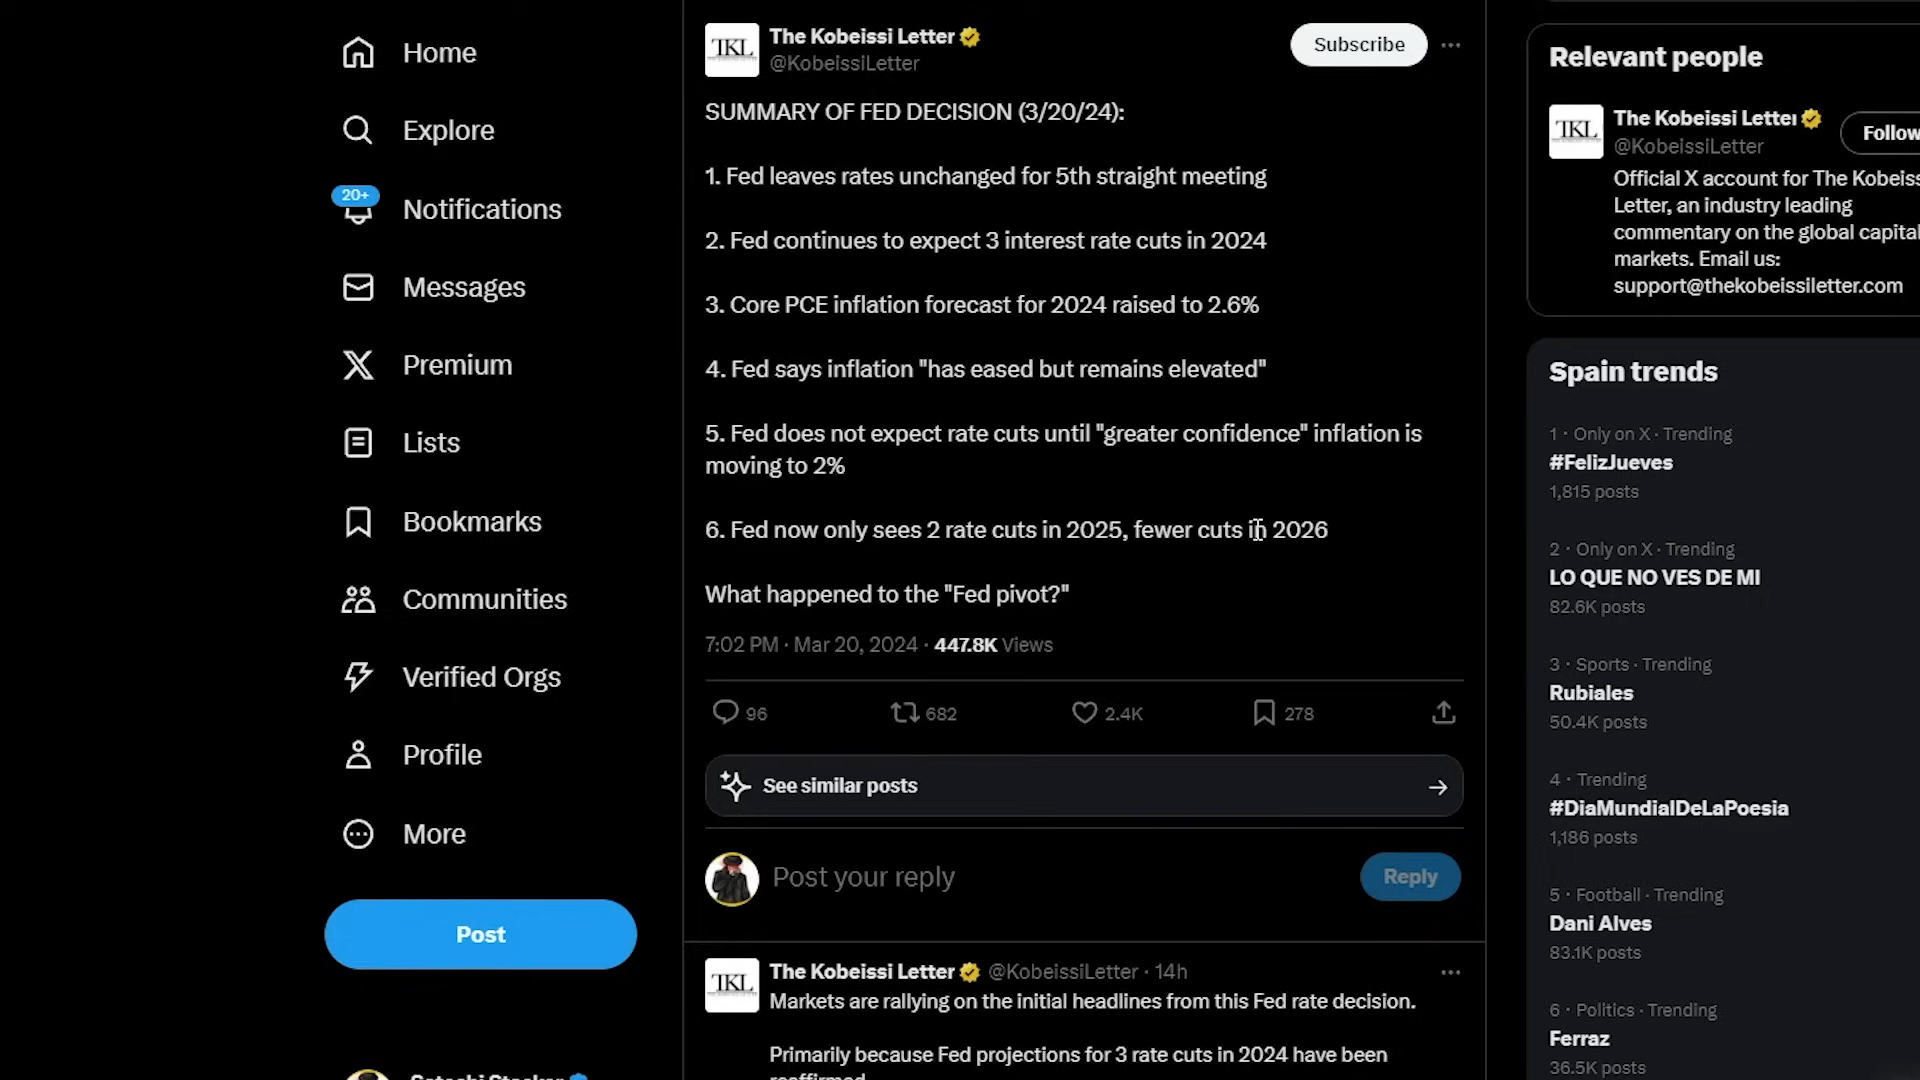 Home
Explore
20+
Notifications
Messages
Premium
Lists
Bookmarks
Communities
Verified Orgs
Profile
More
Post
TKL
The Kobeissi Letter
@KobeissiLetter
Subscribe
SUMMARY OF FED DECISION (3/20/24):
1. Fed leaves rates unchanged for 5th straight meeting
2. Fed continues to expect 3 interest rate cuts in 2024
3. Core PCE inflation forecast for 2024 raised to 2.6%
4. Fed says inflation "has eased but remains elevated"
5. Fed does not expect rate cuts until "greater confidence" inflation is
moving to 2%
6. Fed now only sees 2 rate cuts in 2025, fewer cuts in 2026
What happened to the "Fed pivot?"
7:02 PM · Mar 20, 2024 · 447.8K Views
96 682 2.4K 278
See similar posts
Post your reply
Reply
TKL
The Kobeissi Letter @KobeissiLetter · 14h
Markets are rallying on the initial headlines from this Fed rate decision.
Primarily because Fed projections for 3 rate cuts in 2024 have been
Relevant people
TKL
The Kobeissi Letter
@KobeissiLetter
Follow
Official X account for The Kobeiss
Letter, an industry leading
commentary on the global capital
markets. Email us:
support@thekobeissiletter.com
Spain trends
1 · Only on X · Trending
#FelizJueves
1,815 posts
2 · Only on X · Trending
LO QUE NO VES DE MI
82.6K posts
3 · Sports · Trending
Rubiales
50.4K posts
4 · Trending
#DiaMundialDeLaPoesia
1,186 posts
5 · Football · Trending
Dani Alves
83.1K posts
6 · Politics · Trending
Ferraz
36.5K posts